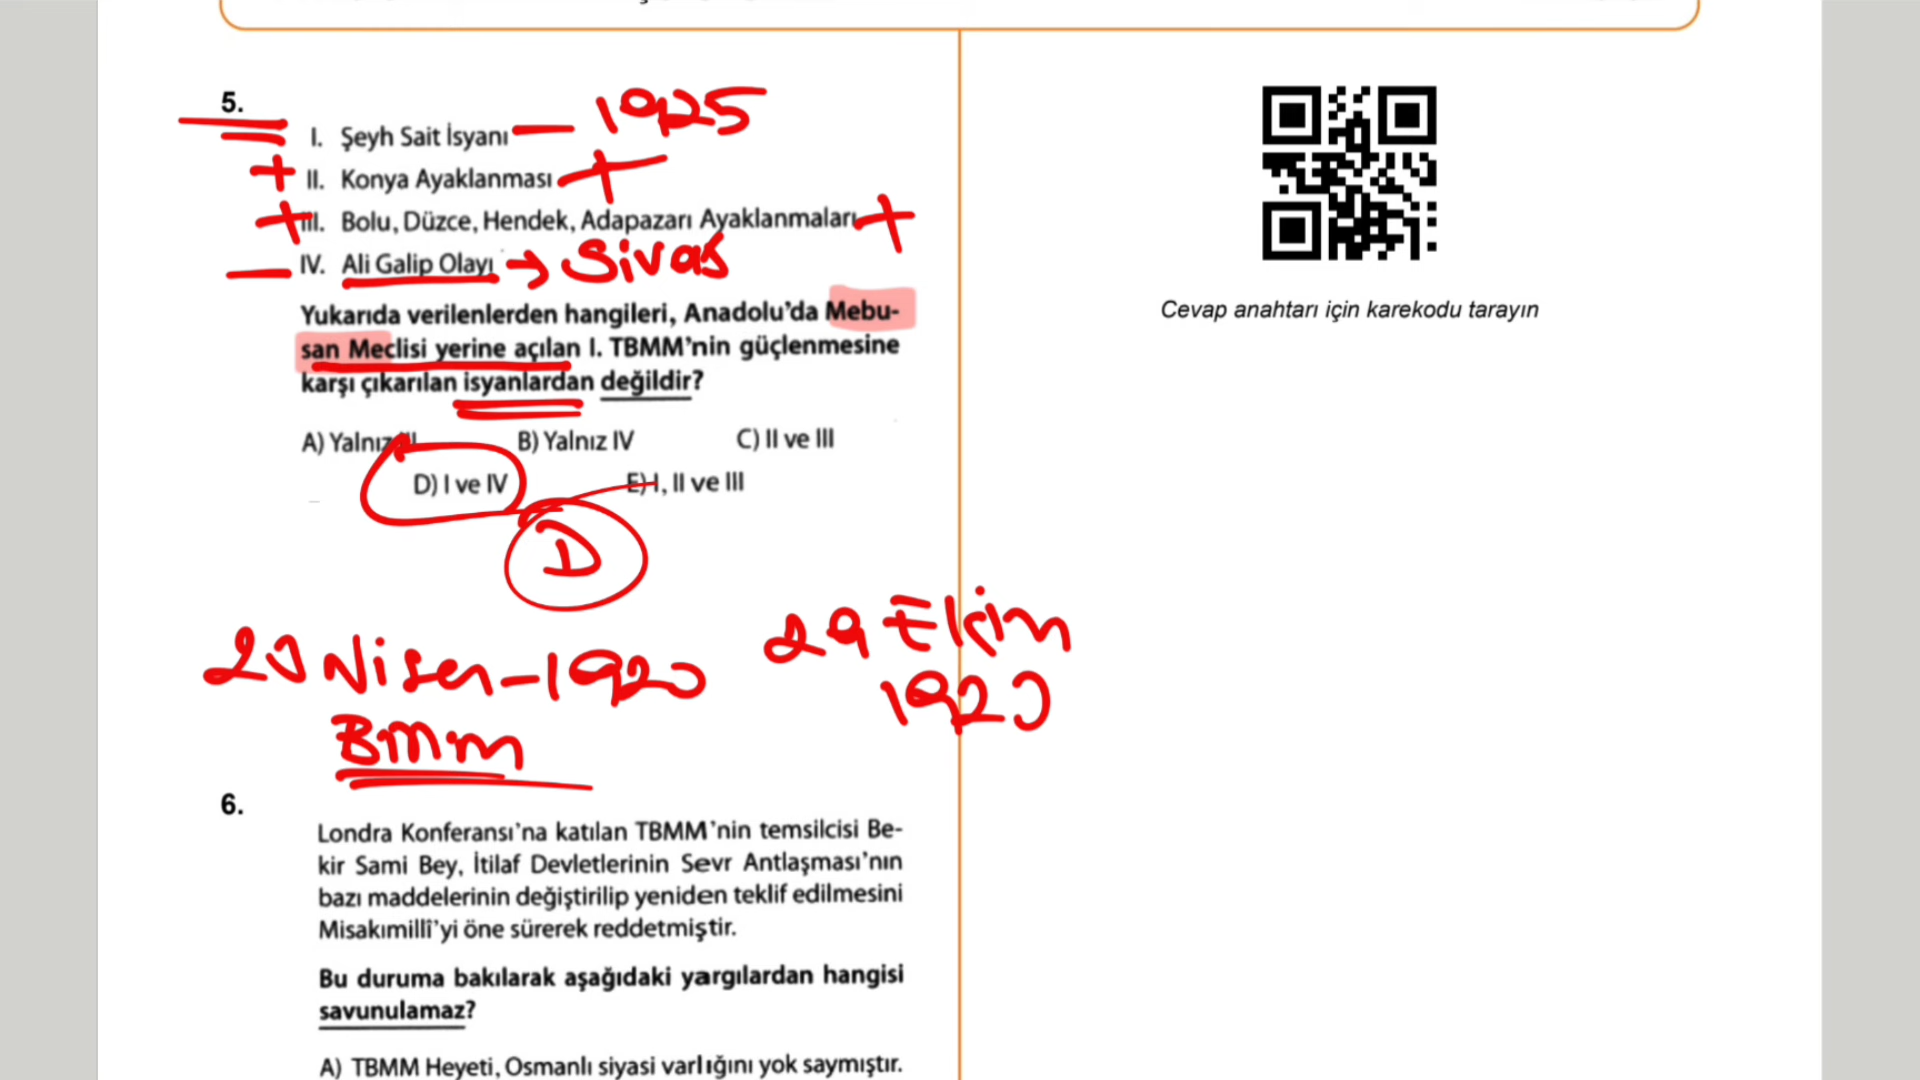 5.
I. Şeyh Sait İsyanı — 1925
+ II. Konya Ayaklanması +
+ III. Bolu, Düzce, Hendek, Adapazarı Ayaklanmaları +
— IV. Ali Galip Olayı → Sivas
Yukarıda verilenlerden hangileri, Anadolu'da Mebu-
san Meclisi yerine açılan I. TBMM'nin güçlenmesine
karşı çıkarılan isyanlardan değildir?
A) Yalnız B) Yalnız IV C) II ve III
D) I ve IV E) I, II ve III
D
Nisan - 1920
BMM
29 Ekim
6.
Londra Konferansı'na katılan TBMM'nin temsilcisi Be-
kir Sami Bey, İtilaf Devletlerinin Sevr Antlaşması'nın
bazı maddelerinin değiştirilip yeniden teklif edilmesini
Misakımillî'yi öne sürerek reddetmiştir.
Bu duruma bakılarak aşağıdaki yargılardan hangisi
savunulamaz?
A) TBMM Heyeti, Osmanlı siyasi varlığını yok saymıştır.
Cevap anahtarı için karekodu tarayın